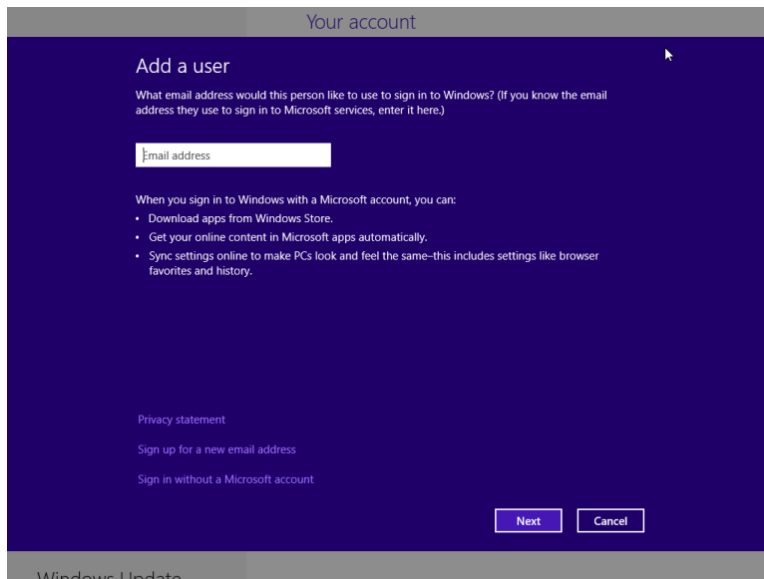 Your account
Add a user
What email address would this person like to use to sign in to Windows? (If you know the email
address they use to sign in to Microsoft services, enter it here.)
Email address
When you sign in to Windows with a Microsoft account, you can:
• Download apps from Windows Store.
• Get your online content in Microsoft apps automatically.
• Sync settings online to make PCs look and feel the same–this includes settings like browser
favorites and history.
Privacy statement
Sign up for a new email address
Sign in without a Microsoft account
Next Cancel
Windows Update